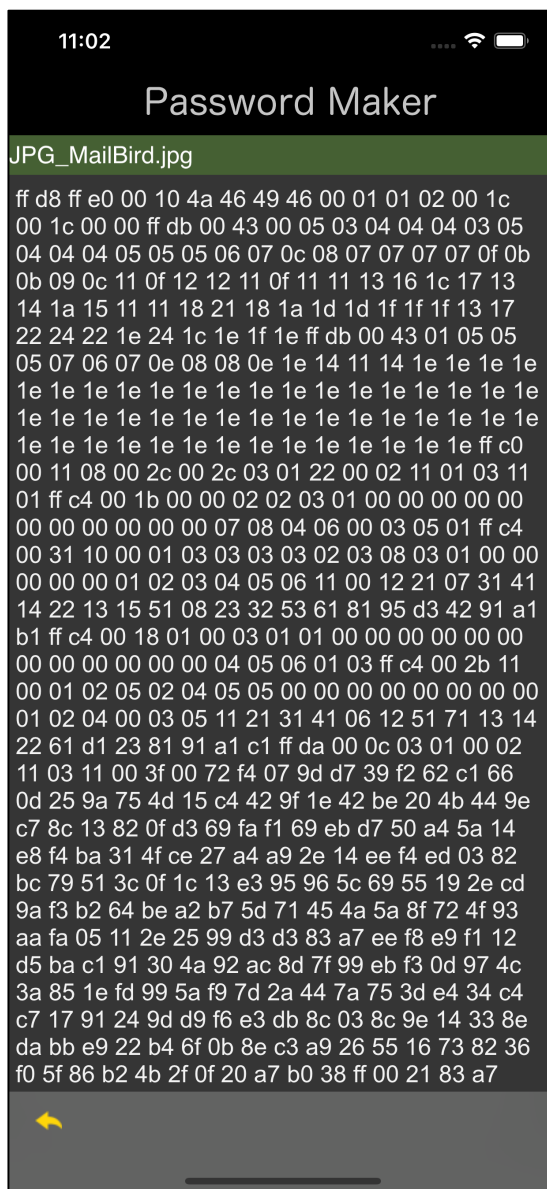 11:02
Password Maker
JPG_MailBird.jpg
ff d8 ff e0 00 10 4a 46 49 46 00 01 01 02 00 1c
00 1c 00 00 ff db 00 43 00 05 03 04 04 04 03 05
04 04 04 05 05 05 06 07 0c 08 07 07 07 07 0f 0b
0b 09 0c 11 0f 12 12 11 0f 11 11 13 16 1c 17 13
14 1a 15 11 11 18 21 18 1a 1d 1d 1f 1f 1f 13 17
22 24 22 1e 24 1c 1e 1f 1e ff db 00 43 01 05 05
05 07 06 07 0e 08 08 0e 1e 14 11 14 1e 1e 1e 1e
1e 1e 1e 1e 1e 1e 1e 1e 1e 1e 1e 1e 1e 1e 1e 1e
1e 1e 1e 1e 1e 1e 1e 1e 1e 1e 1e 1e 1e 1e 1e 1e
1e 1e 1e 1e 1e 1e 1e 1e 1e 1e 1e 1e 1e 1e ff c0
00 11 08 00 2c 00 2c 03 01 22 00 02 11 01 03 11
01 ff c4 00 1b 00 00 02 02 03 01 00 00 00 00 00
00 00 00 00 00 00 07 08 04 06 00 03 05 01 ff c4
00 31 10 00 01 03 03 03 03 02 03 08 03 01 00 00
00 00 00 01 02 03 04 05 06 11 00 12 21 07 31 41
14 22 13 15 51 08 23 32 53 61 81 95 d3 42 91 a1
b1 ff c4 00 18 01 00 03 01 01 00 00 00 00 00 00
00 00 00 00 00 00 00 04 05 06 01 03 ff c4 00 2b 11
00 01 02 05 02 04 05 05 00 00 00 00 00 00 00 00
01 02 04 00 03 05 11 21 31 41 06 12 51 71 13 14
22 61 d1 23 81 91 a1 c1 ff da 00 0c 03 01 00 02
11 03 11 00 3f 00 72 f4 07 9d d7 39 f2 62 c1 66
0d 25 9a 75 4d 15 c4 42 9f 1e 42 be 20 4b 44 9e
c7 8c 13 82 0f d3 69 fa f1 69 eb d7 50 a4 5a 14
e8 f4 ba 31 4f ce 27 a4 a9 2e 14 ee f4 ed 03 82
bc 79 51 3c 0f 1c 13 e3 95 96 5c 69 55 19 2e cd
9a f3 b2 64 be a2 b7 5d 71 45 4a 5a 8f 72 4f 93
aa fa 05 11 2e 25 99 d3 d3 83 a7 ee f8 e9 f1 12
d5 ba c1 91 30 4a 92 ac 8d 7f 99 eb f3 0d 97 4c
3a 85 1e fd 99 5a f9 7d 2a 44 7a 75 3d e4 34 c4
c7 17 91 24 9d d9 f6 e3 db 8c 03 8c 9e 14 33 8e
da bb e9 22 b4 6f 0b 8e c3 a9 26 55 16 73 82 36
f0 5f 86 b2 4b 2f 0f 20 a7 b0 38 ff 00 21 83 a7